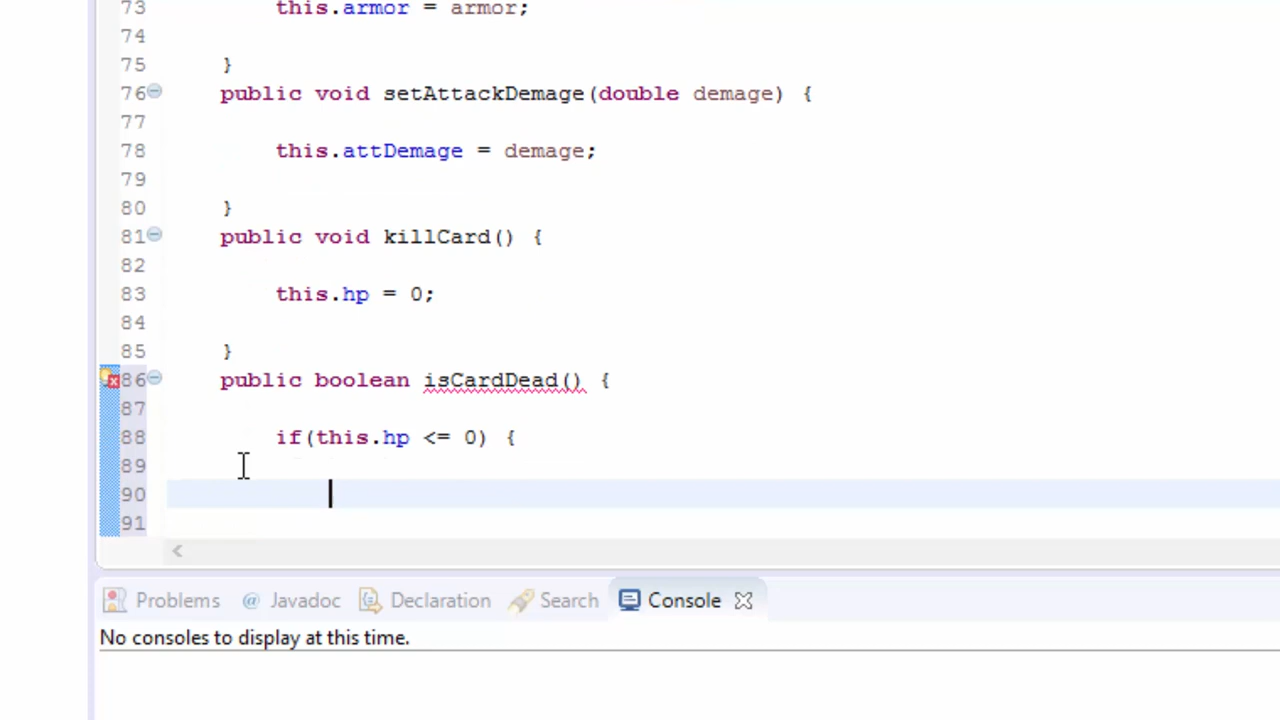 73 this.armor = armor;
74
75 }
76 public void setAttackDemage(double demage) {
77
78 this.attDemage = demage;
79
80 }
81 public void killCard() {
82
83 this.hp = 0;
84
85 }
86 public boolean isCardDead() {
87
88 if(this.hp <= 0) {
89
90
91
Problems @ Javadoc Declaration Search Console
No consoles to display at this time.